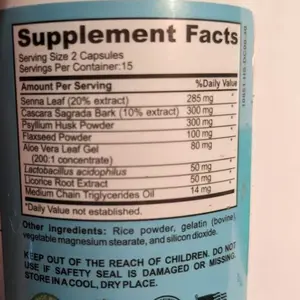 Supplement Facts
Serving Size 2 Capsules
Servings Per Container:15
Amount Per Serving %Daily Value
Senna Leaf (20% extract) 285 mg *
Cascara Sagrada Bark (10% extract) 300 mg *
Psyllium Husk Powder 300 mg *
Flaxseed Powder 100 mg *
Aloe Vera Leaf Gel 80 mg *
(200:1 concentrate)
Lactobacillus acidophilus 50 mg *
Licorice Root Extract 50 mg *
Medium Chain Triglycerides Oil 14 mg *
*Daily Value not established.
Other ingredients: Rice powder, gelatin (bovine),
vegetable magnesium stearate, and silicon dioxide.
KEEP OUT OF THE REACH OF CHILDREN. DO NOT
USE IF SAFETY SEAL IS DAMAGED OR MISSING.
STORE IN A COOL, DRY PLACE.